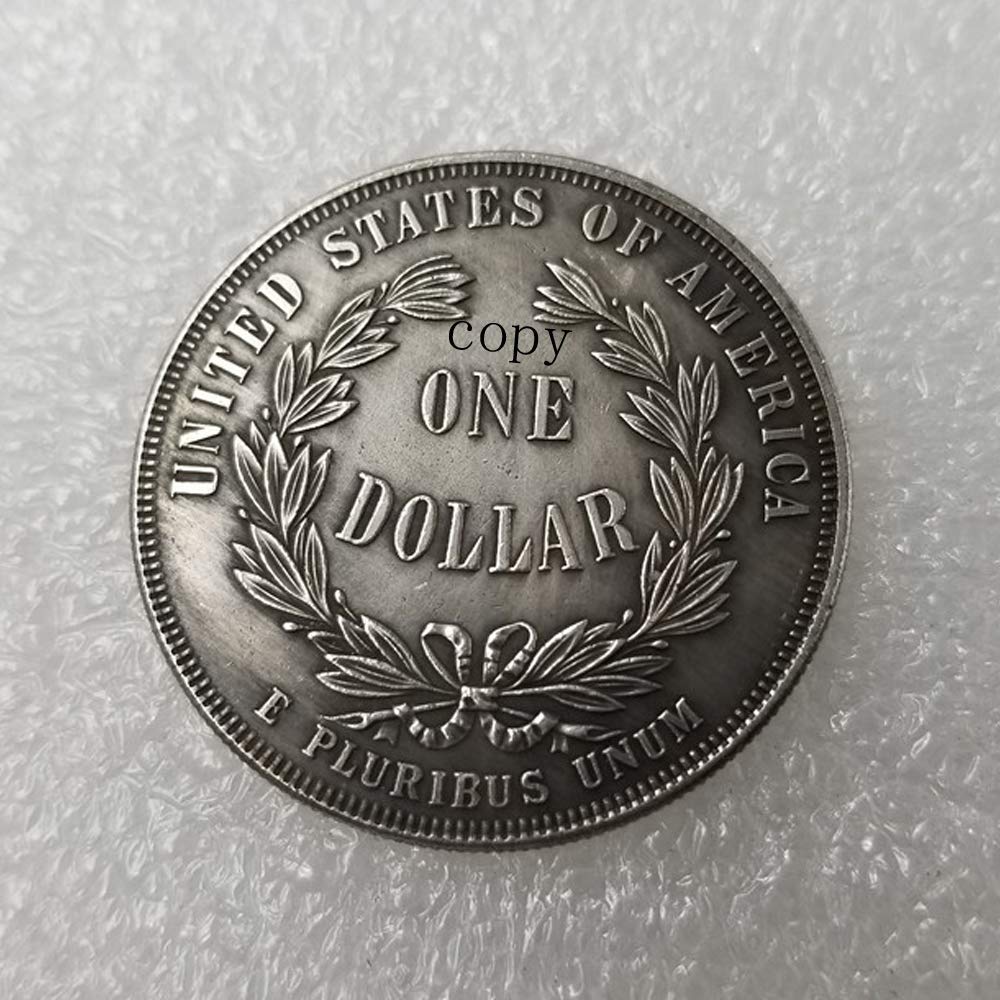 UNITED STATES OF AMERICA
copy
ONE
DOLLAR
E PLURIBUS UNUM